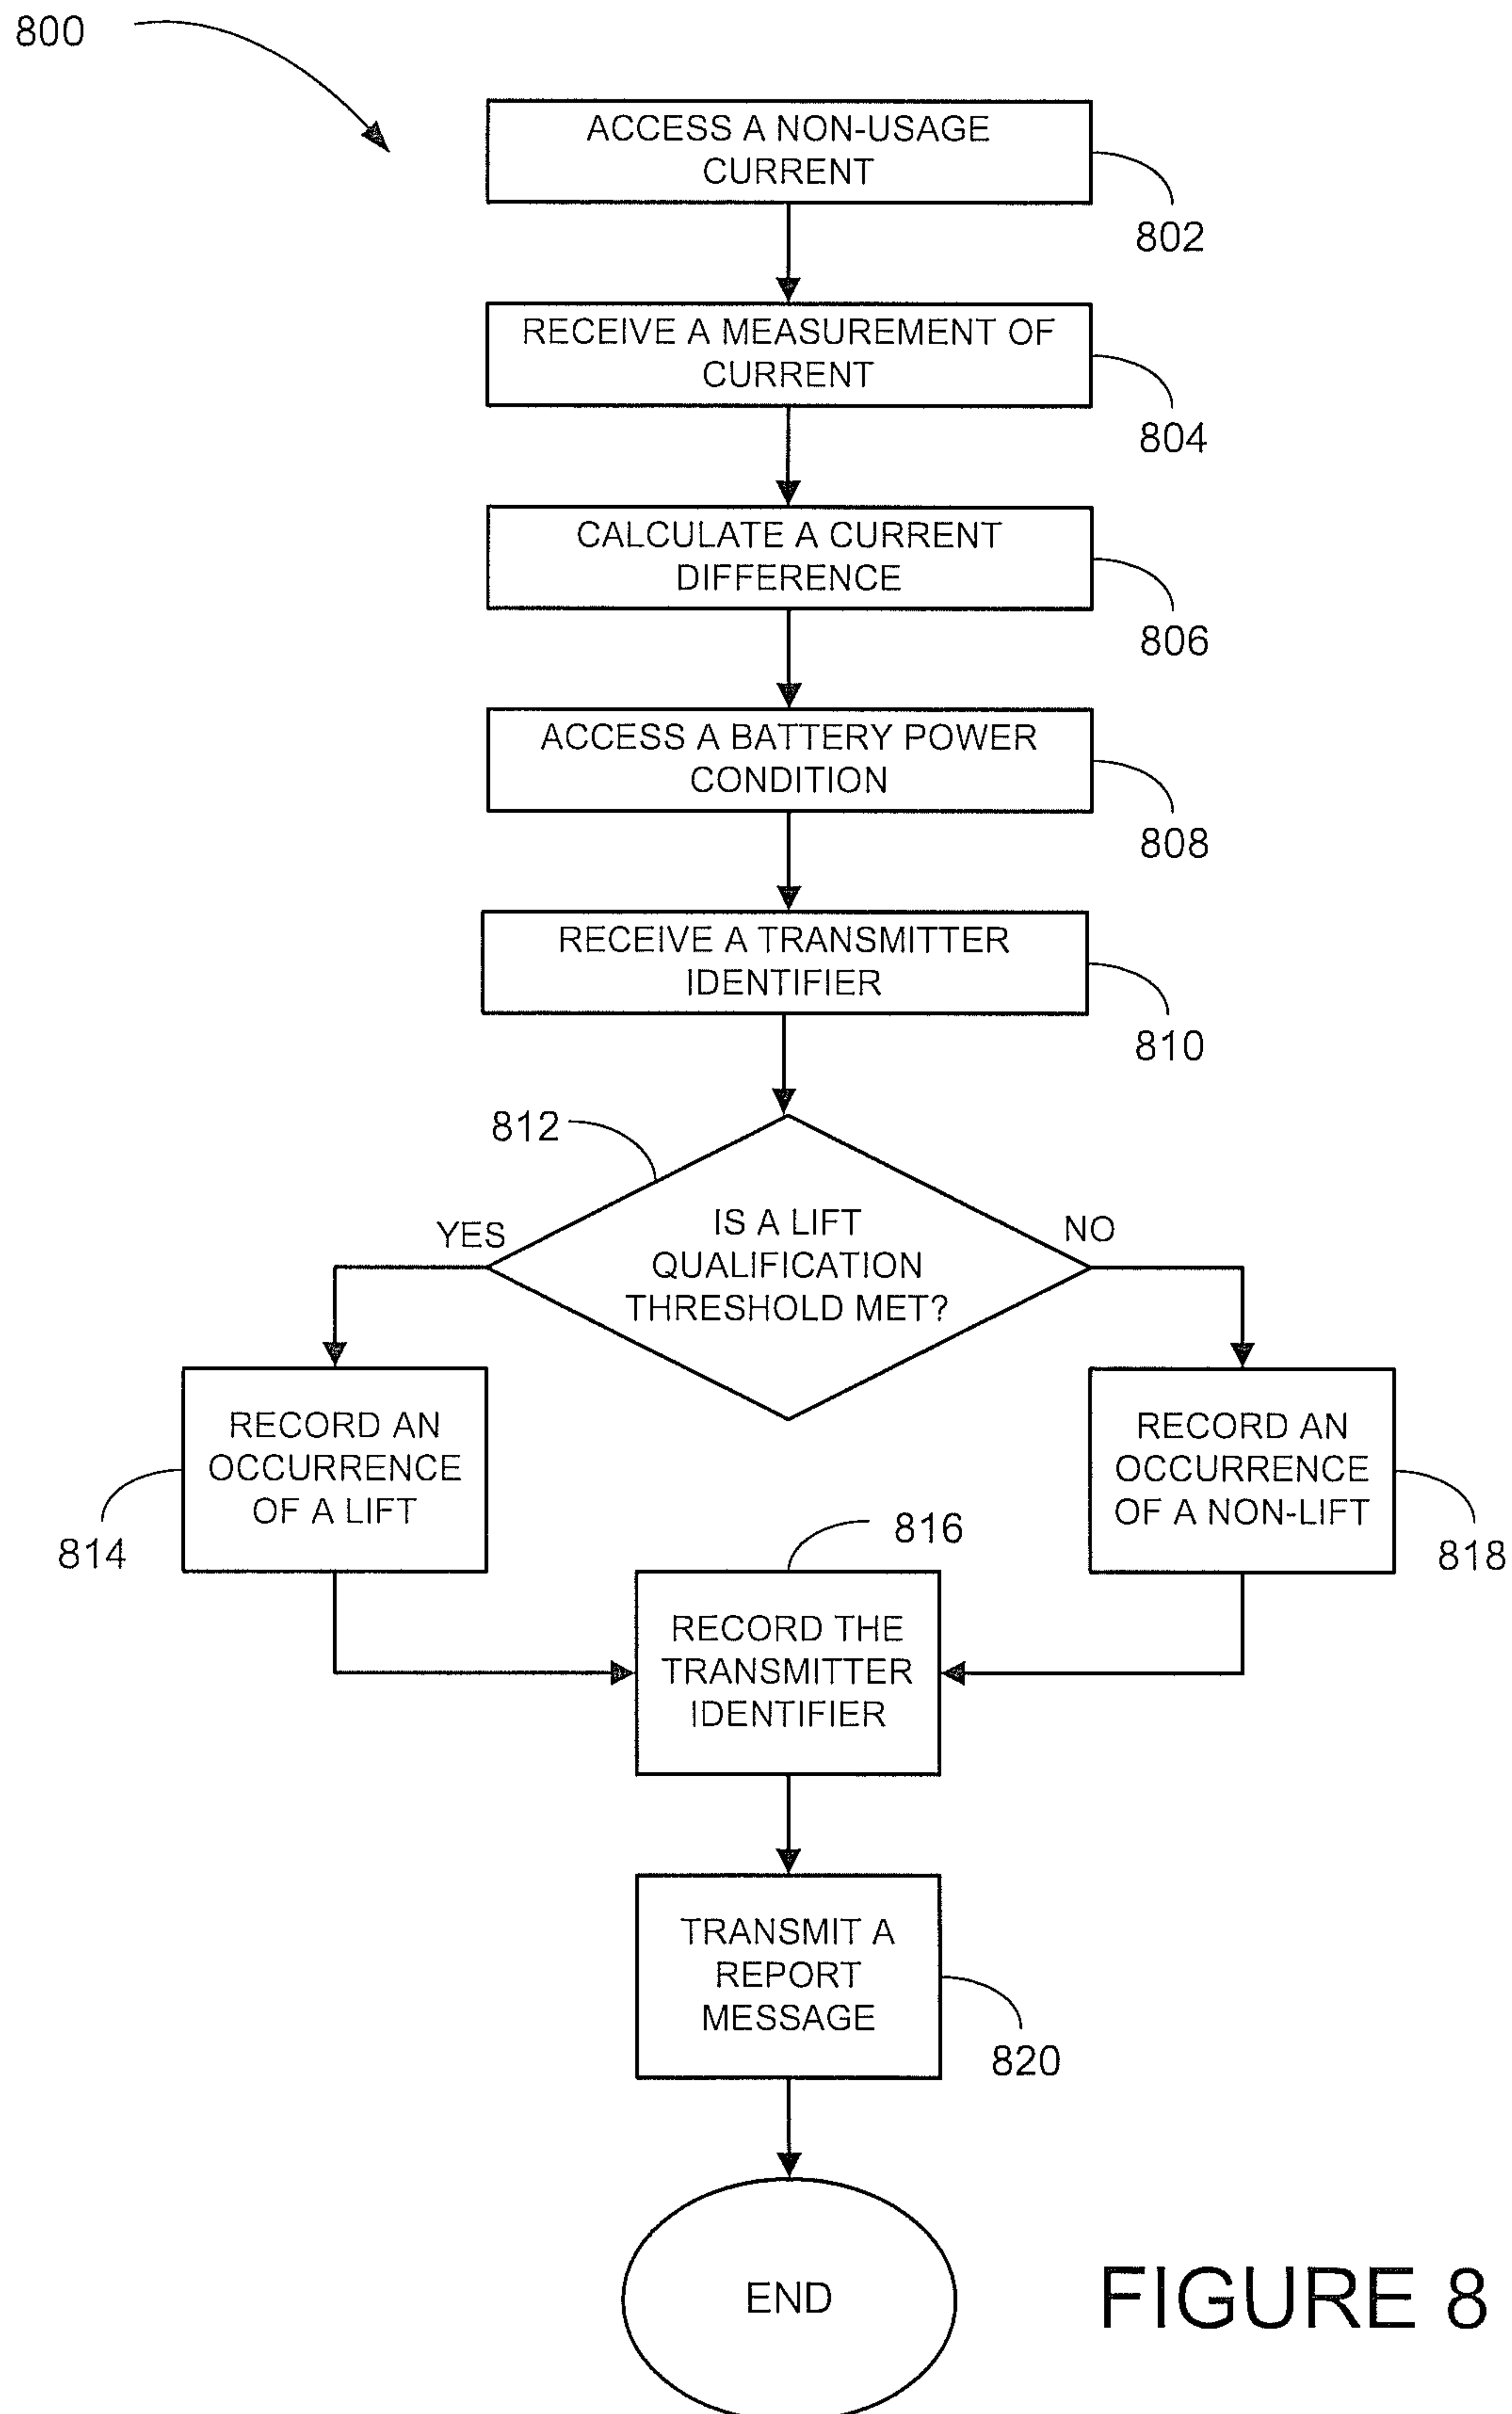 800
ACCESS A NON-USAGE
CURRENT
802
RECEIVE A MEASUREMENT OF
CURRENT
804
CALCULATE A CURRENT
DIFFERENCE
806
ACCESS A BATTERY POWER
CONDITION
808
RECEIVE A TRANSMITTER
IDENTIFIER
810
812
IS A LIFT
QUALIFICATION
THRESHOLD MET?
YES
NO
RECORD AN
OCCURRENCE
OF A LIFT
814
RECORD AN
OCCURRENCE
OF A NON-LIFT
818
816
RECORD THE
TRANSMITTER
IDENTIFIER
TRANSMIT A
REPORT
MESSAGE
820
END
FIGURE 8